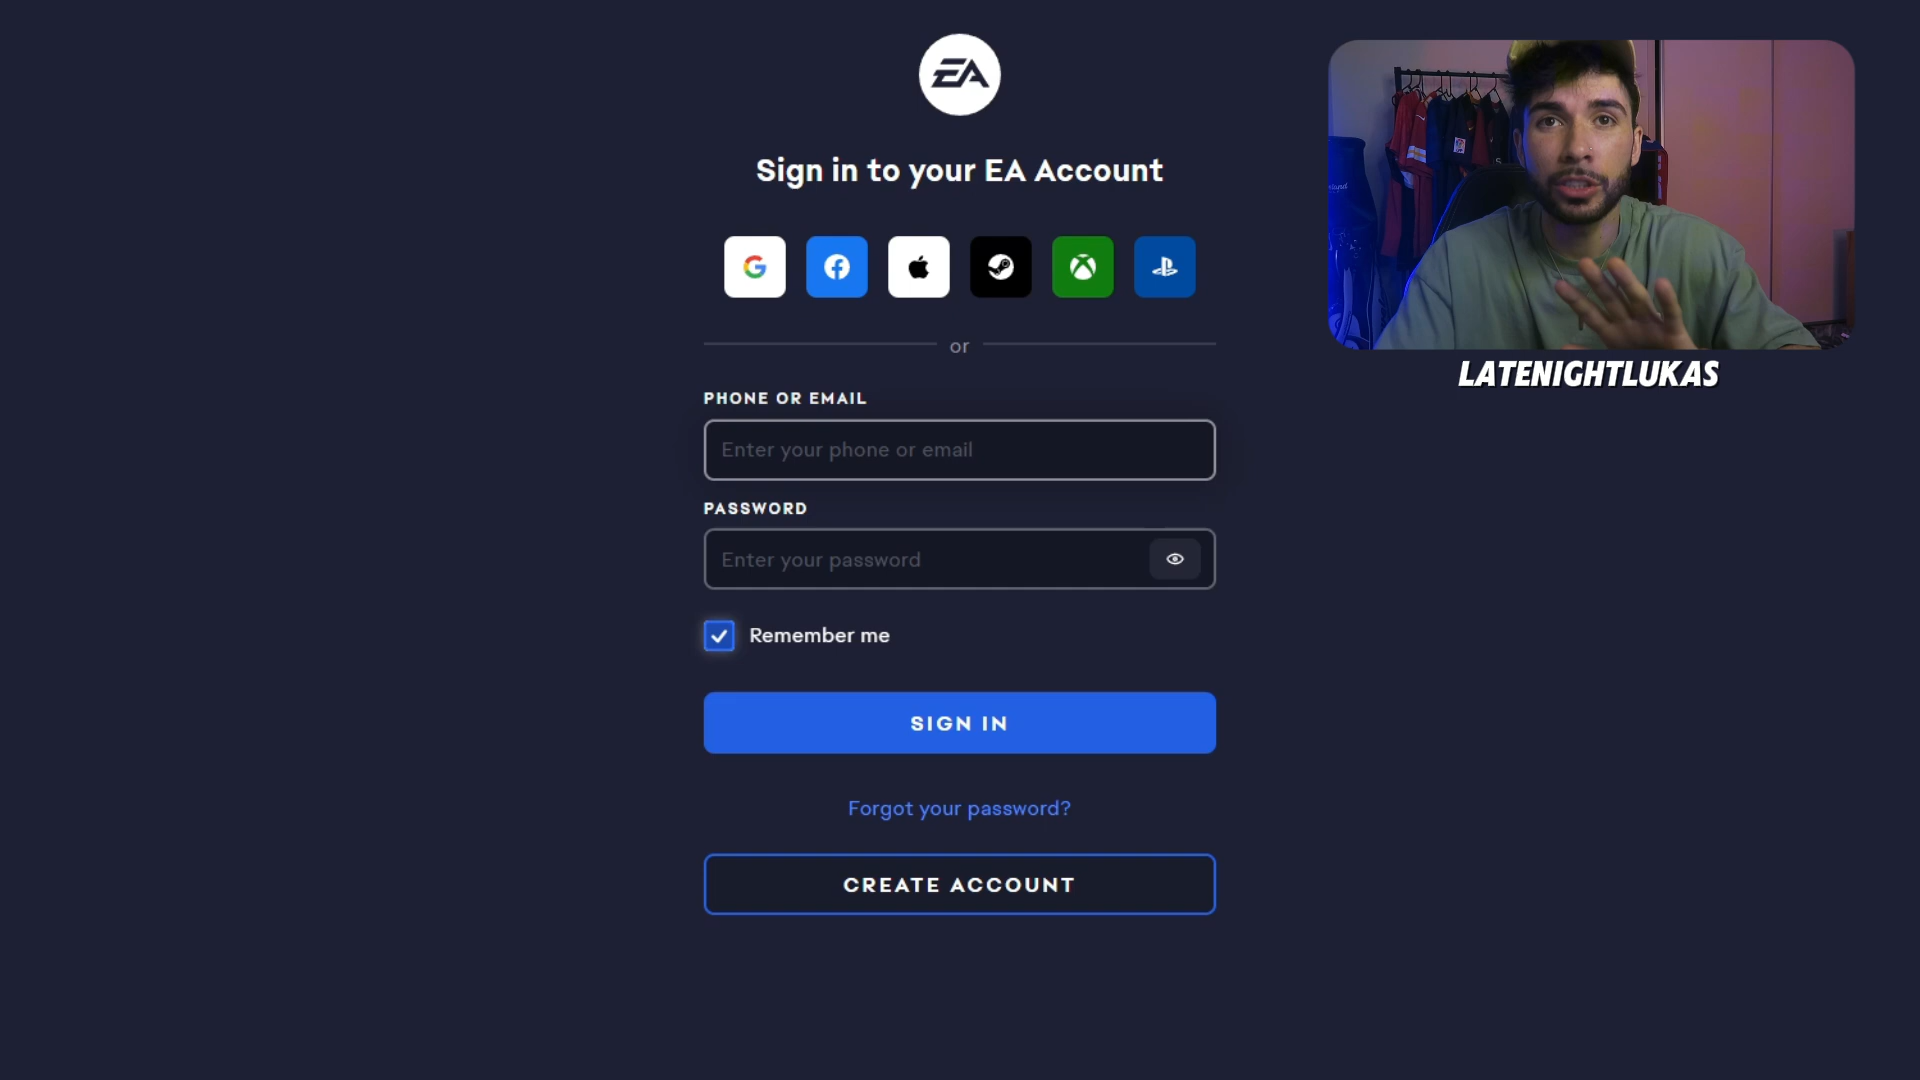 EA
Sign in to your EA Account
or
PHONE OR EMAIL
Enter your phone or email
PASSWORD
Enter your password
Remember me
SIGN IN
Forgot your password?
CREATE ACCOUNT
LATENIGHTLUKAS